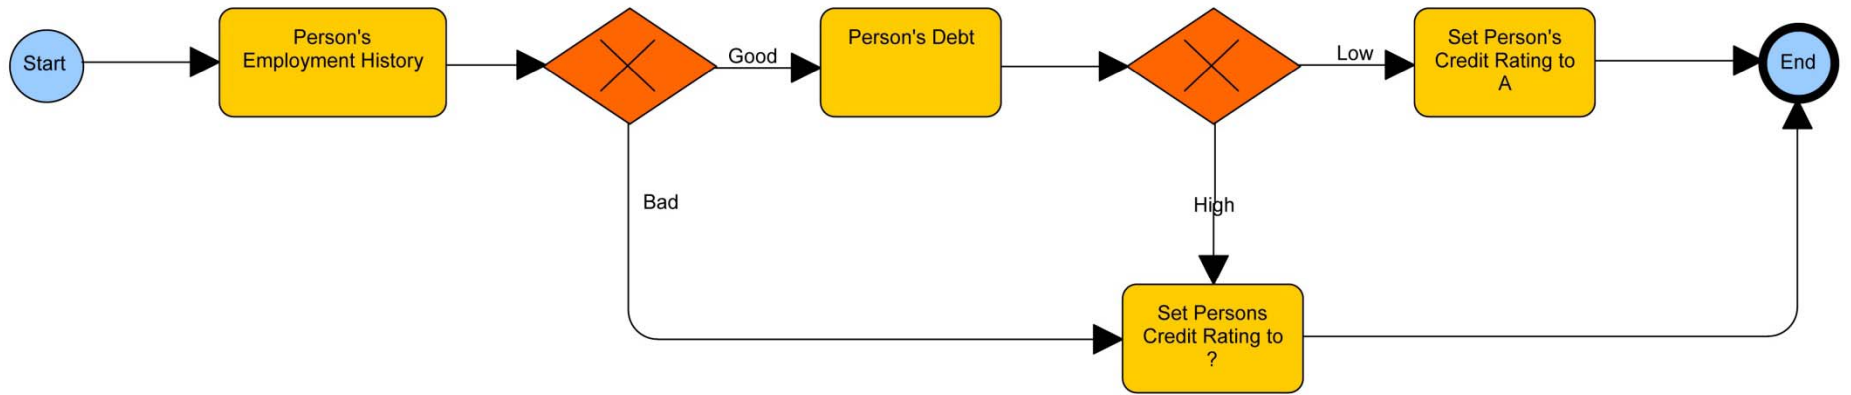 Start
Person's
Employment History
Good
Person's Debt
Low
Set Person's
Credit Rating to
A
End
Bad
High
Set Persons
Credit Rating to
?